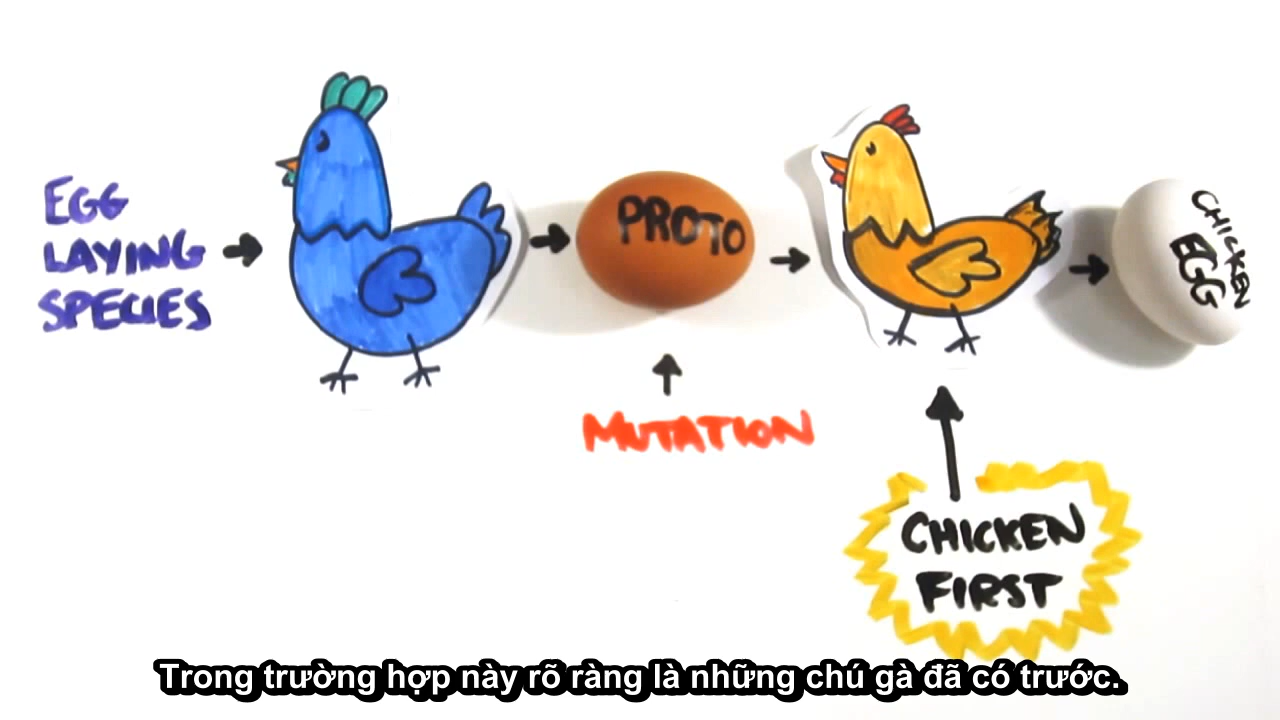 EGG
LAYING
SPECIES
PROTO
CHICKEN
EGG
MUTATION
CHICKEN
FIRST
Trong trường hợp này rõ ràng là những chú gà đã có trước.